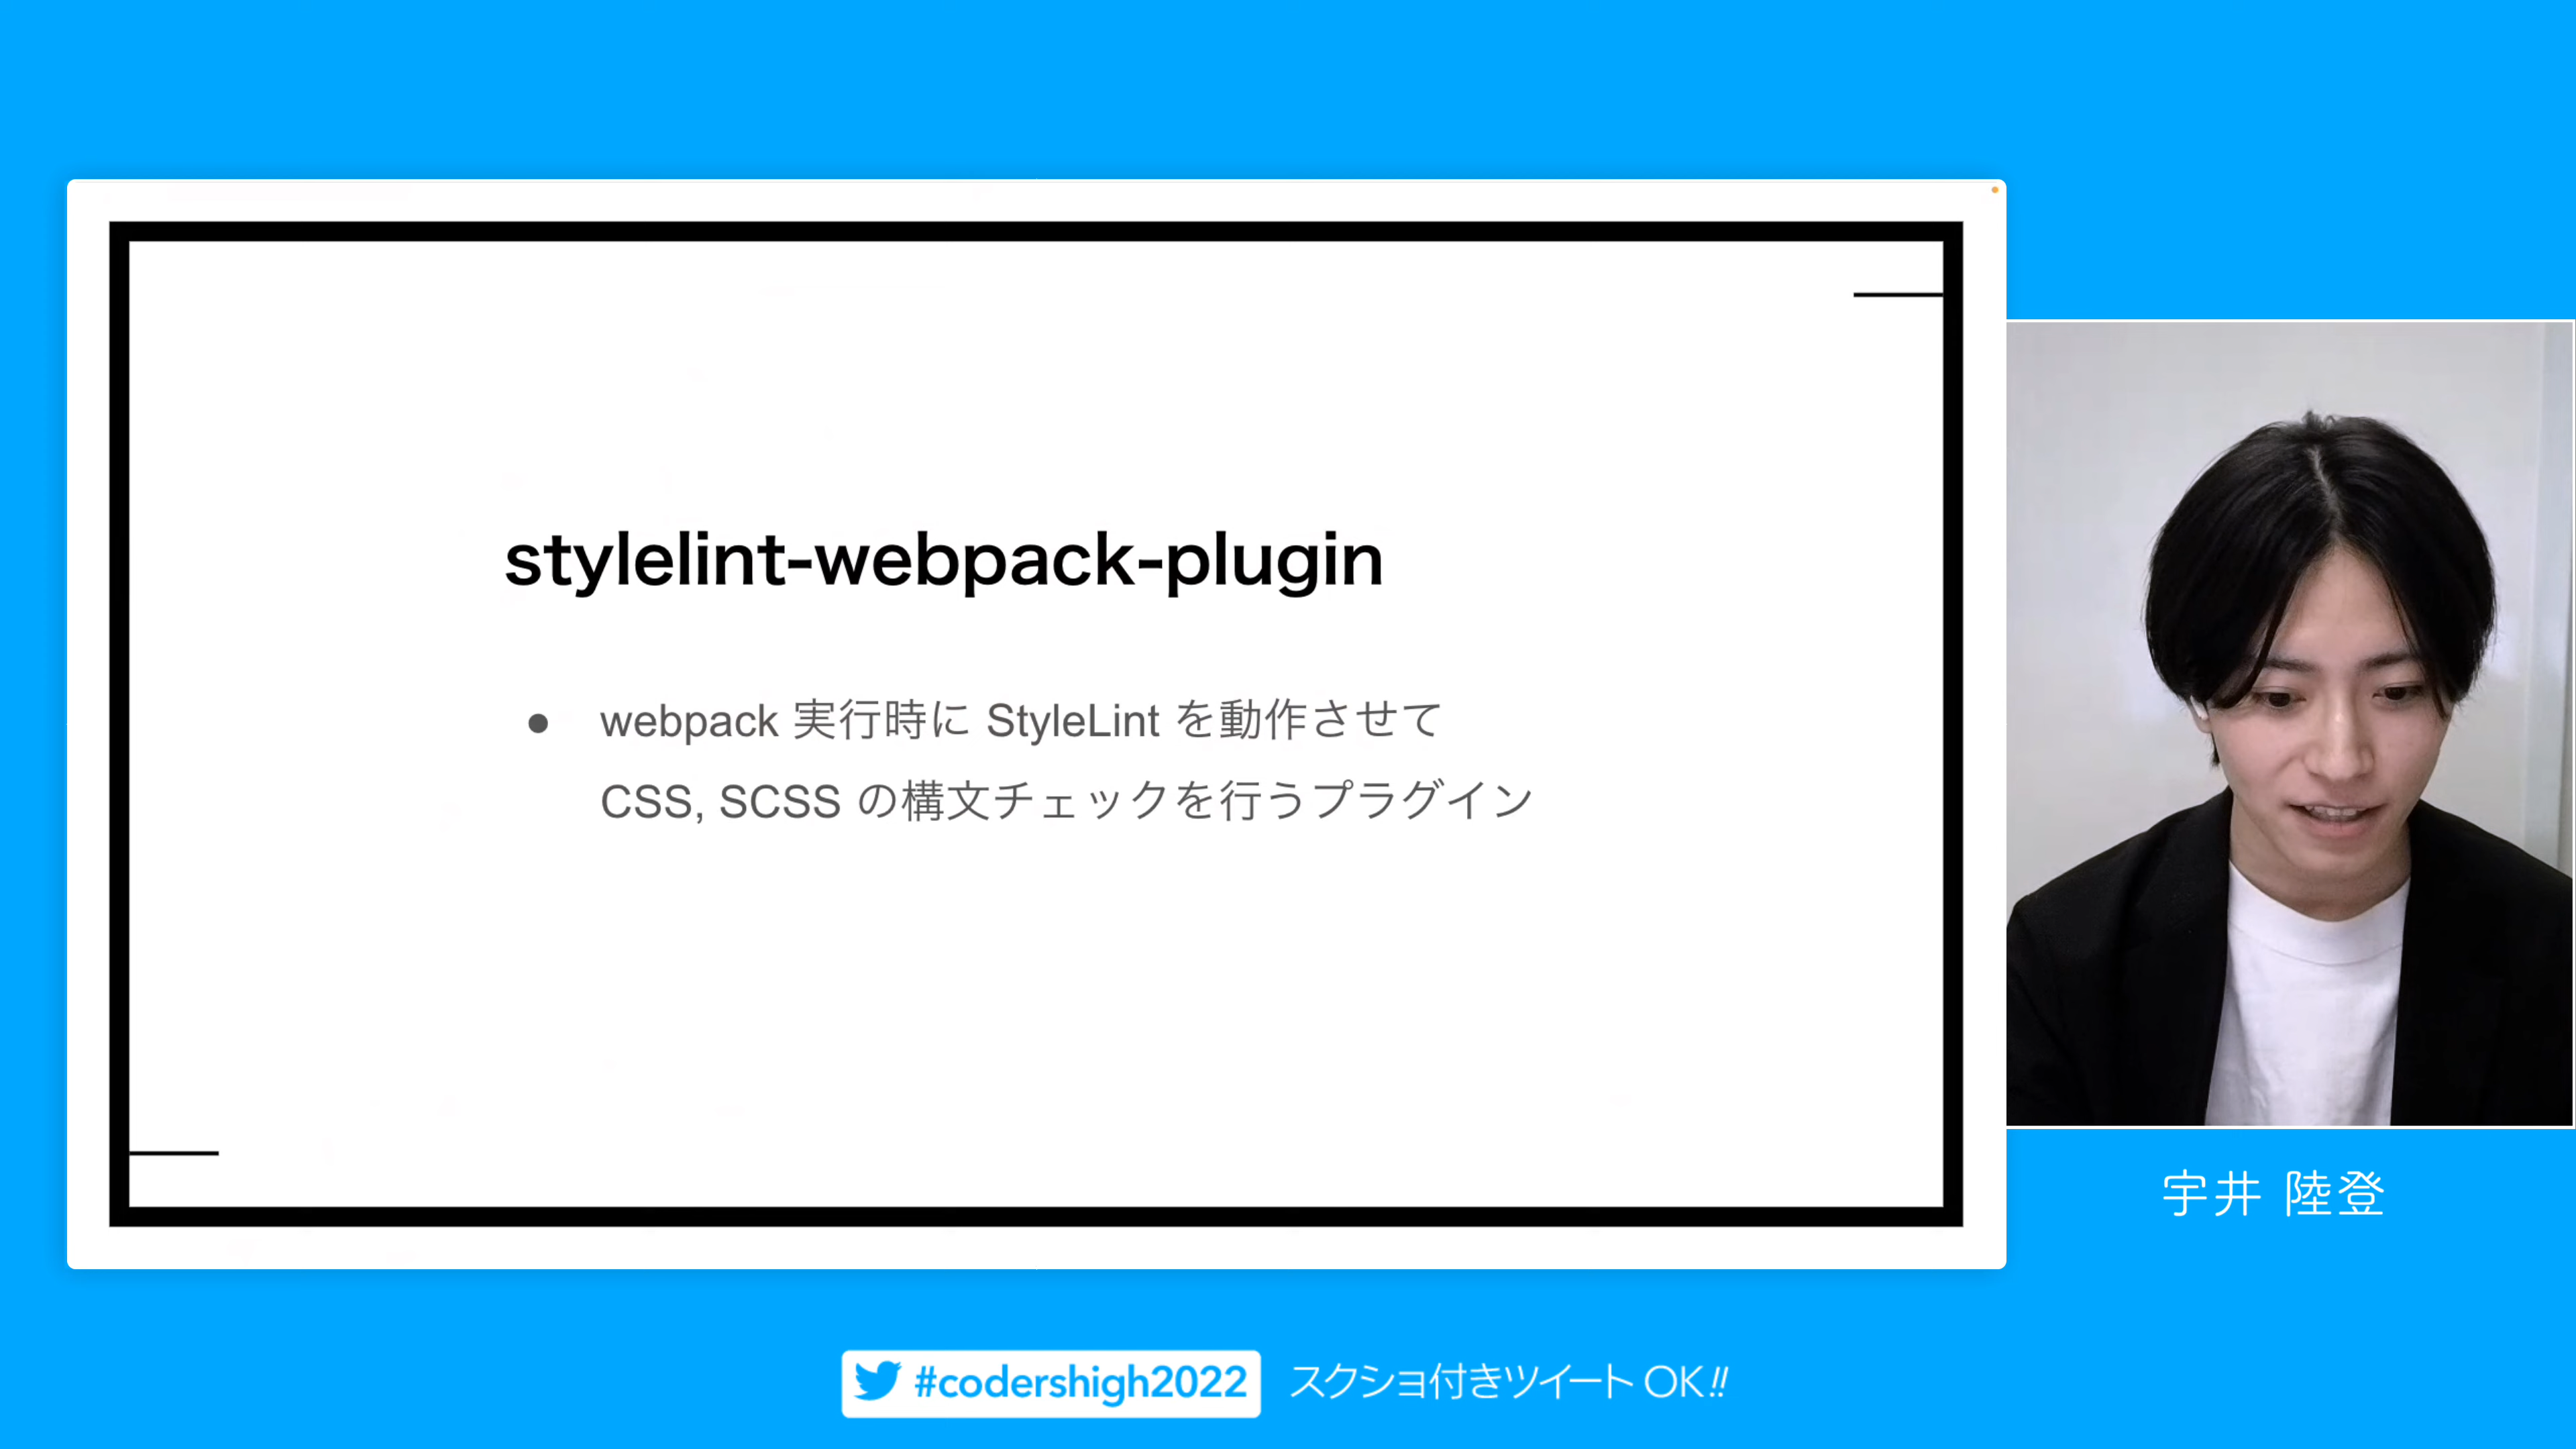 stylelint-webpack-plugin
● webpack 実行時に StyleLint を動作させて
CSS, SCSS の構文チェックを行うプラグイン
宇井 陸登
#codershigh2022 スクショ付きツイート OK!!